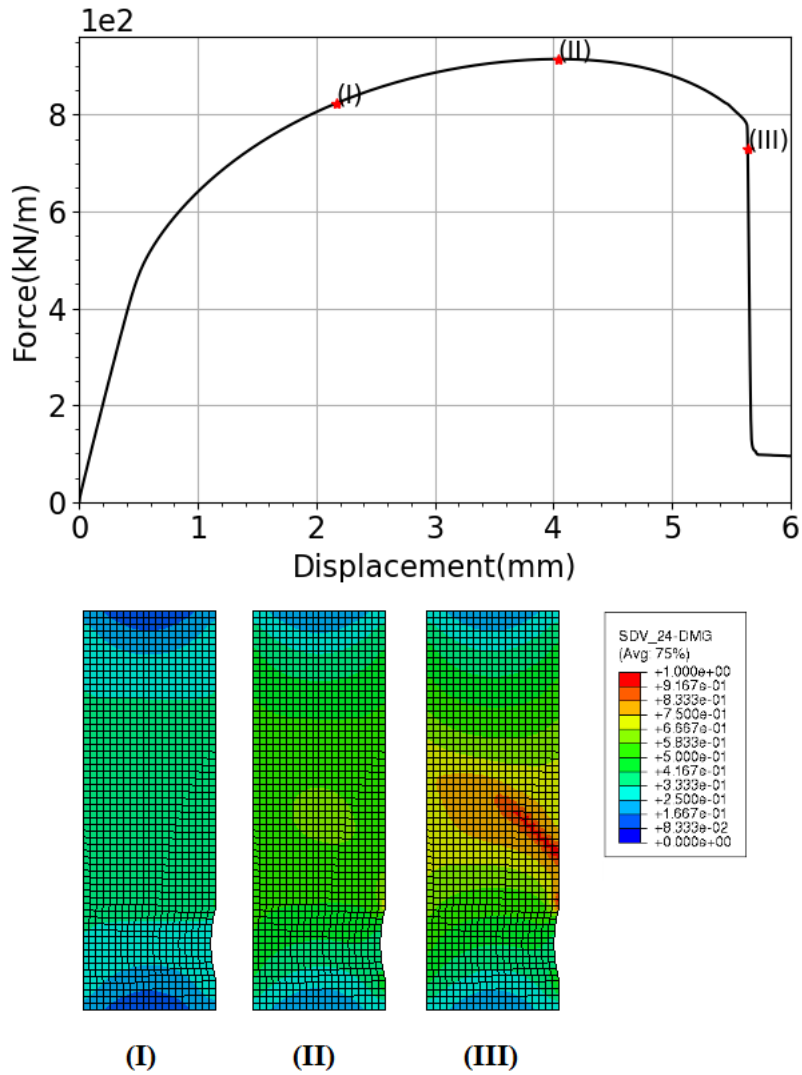 1e2
Force(kN/m)
8
6
4
2
0
(I)
(II)
(III)
0 1 2 3 4 5 6
Displacement(mm)
SDV_24-DMG
(Avg: 75%)
+1.000e+00
+9.167e-01
+8.333e-01
+7.500e-01
+6.667e-01
+5.833e-01
+5.000e-01
+4.167e-01
+3.333e-01
+2.500e-01
+1.667e-01
+8.333e-02
+0.000e+00
(I) (II) (III)